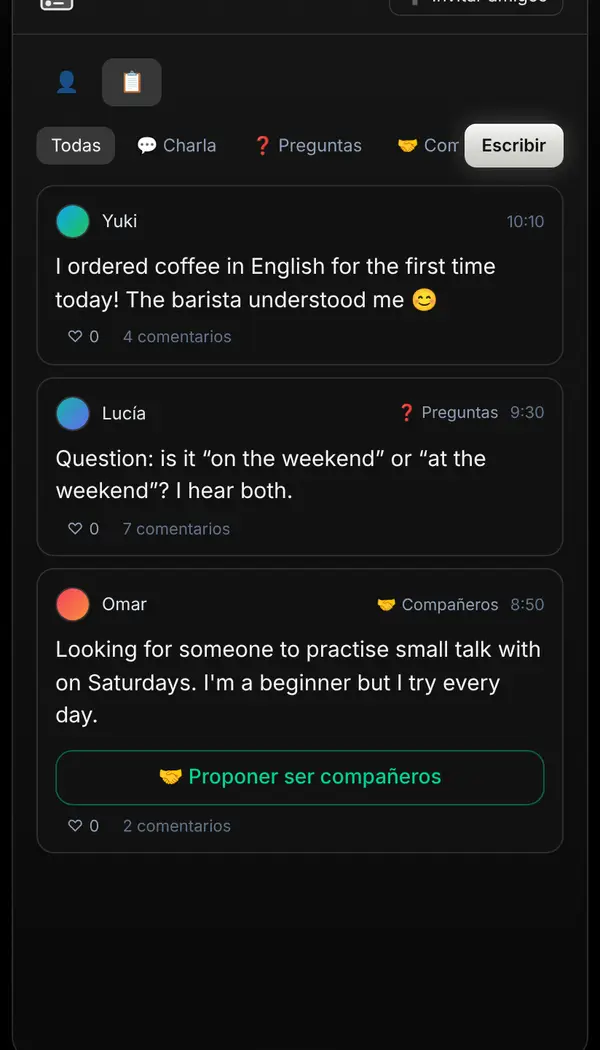 Invitar amigos
Todas
💬 Charla
❓ Preguntas
🤝 Com
Escribir
Yuki
10:10
I ordered coffee in English for the first time
today! The barista understood me 😊
♡ 0
4 comentarios
Lucía
❓ Preguntas 9:30
Question: is it “on the weekend” or “at the
weekend”? I hear both.
♡ 0
7 comentarios
Omar
🤝 Compañeros 8:50
Looking for someone to practise small talk with
on Saturdays. I'm a beginner but I try every
day.
🤝 Proponer ser compañeros
♡ 0
2 comentarios